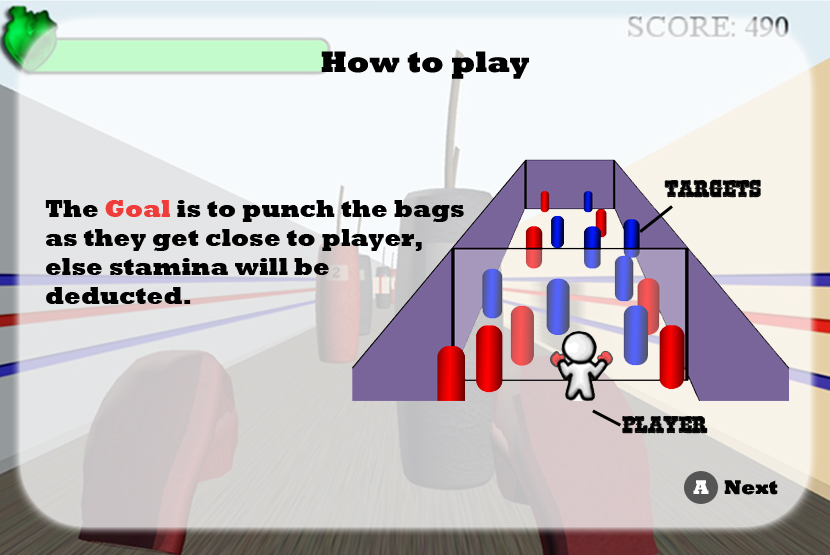 SCORE: 490
How to play
The Goal is to punch the bags
as they get close to player,
else stamina will be
deducted.
TARGETS
2
PLAYER
A Next